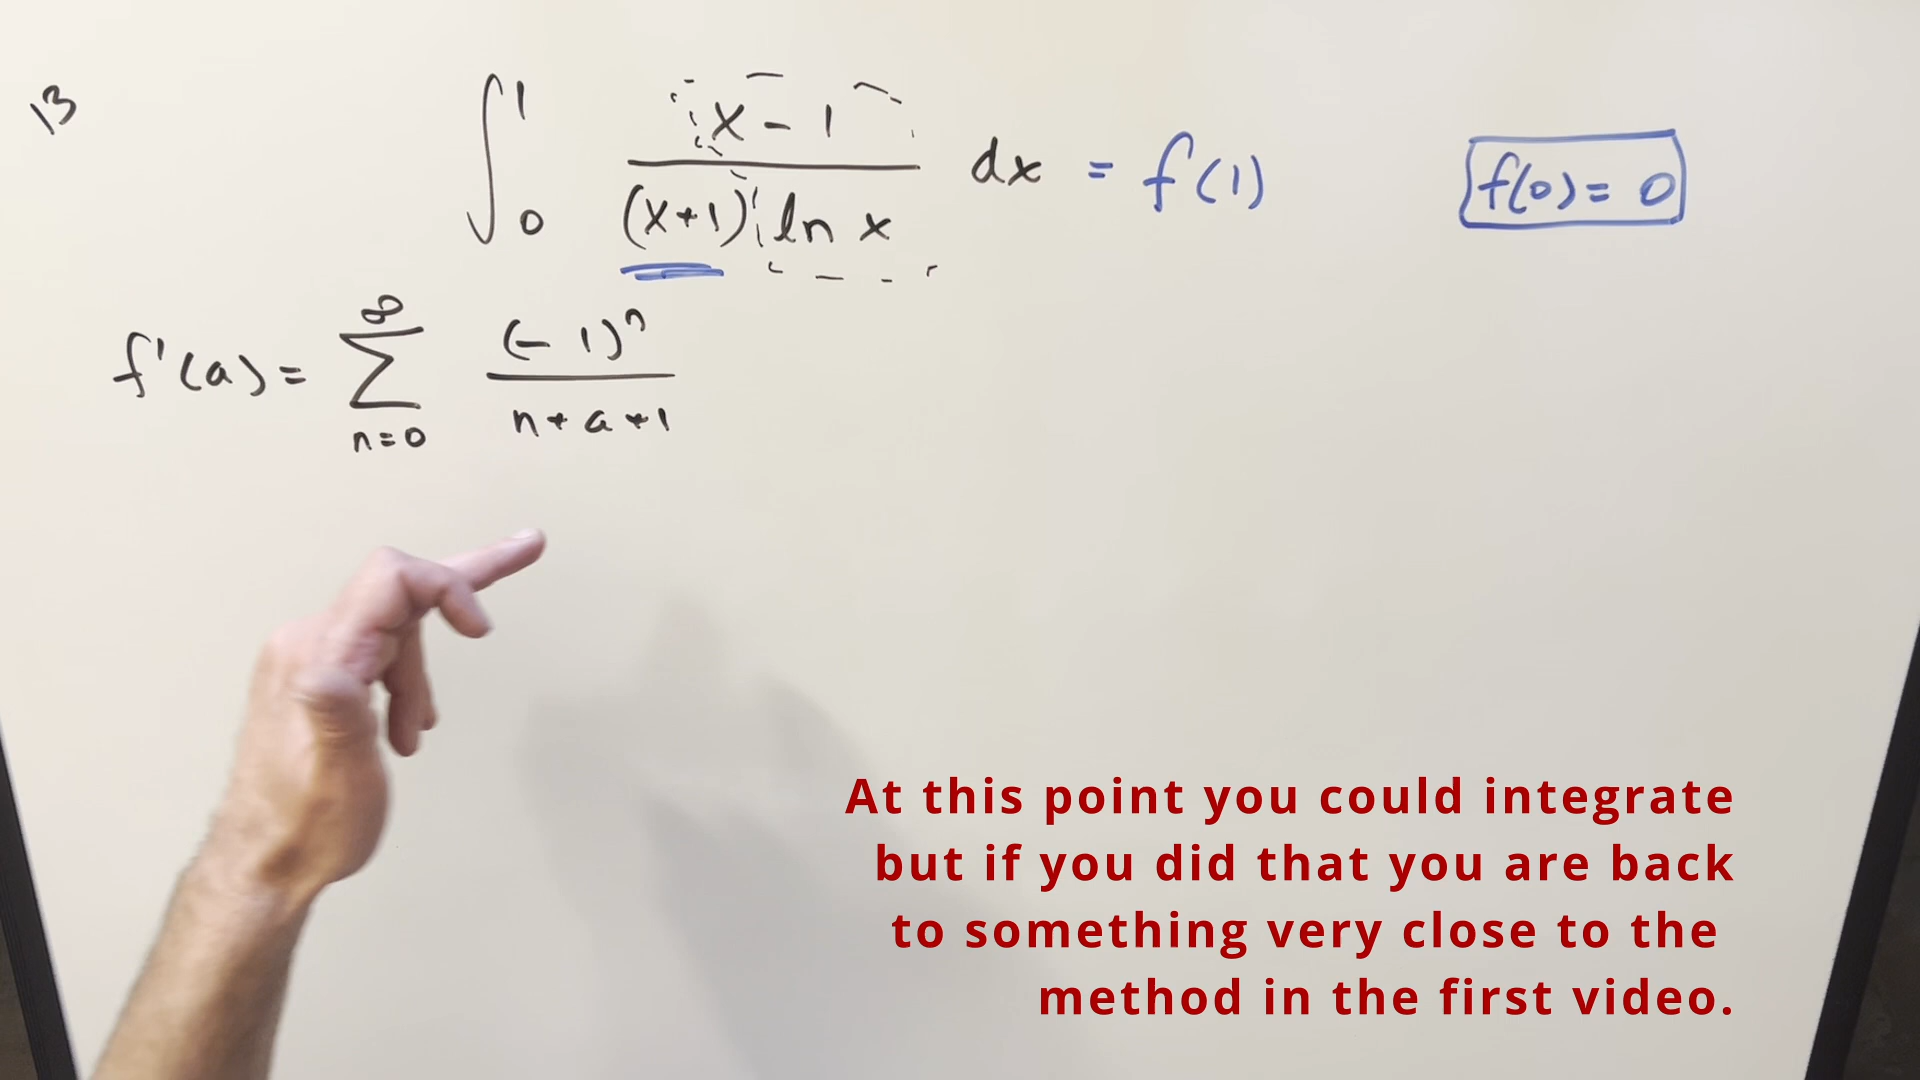 13
∫₀¹ (x - 1) / ((x+1) ln x) dx = f(1)
f(0) = 0
f'(a) = ∑_{n=0}^{∞} (-1)ⁿ / (n + a + 1)
At this point you could integrate
but if you did that you are back
to something very close to the
method in the first video.